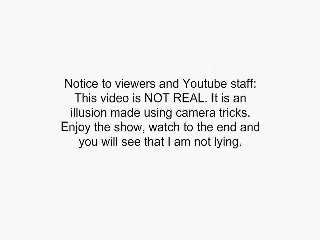 Notice to viewers and Youtube staff:
This video is NOT REAL. It is an
illusion made using camera tricks.
Enjoy the show, watch to the end and
you will see that I am not lying.